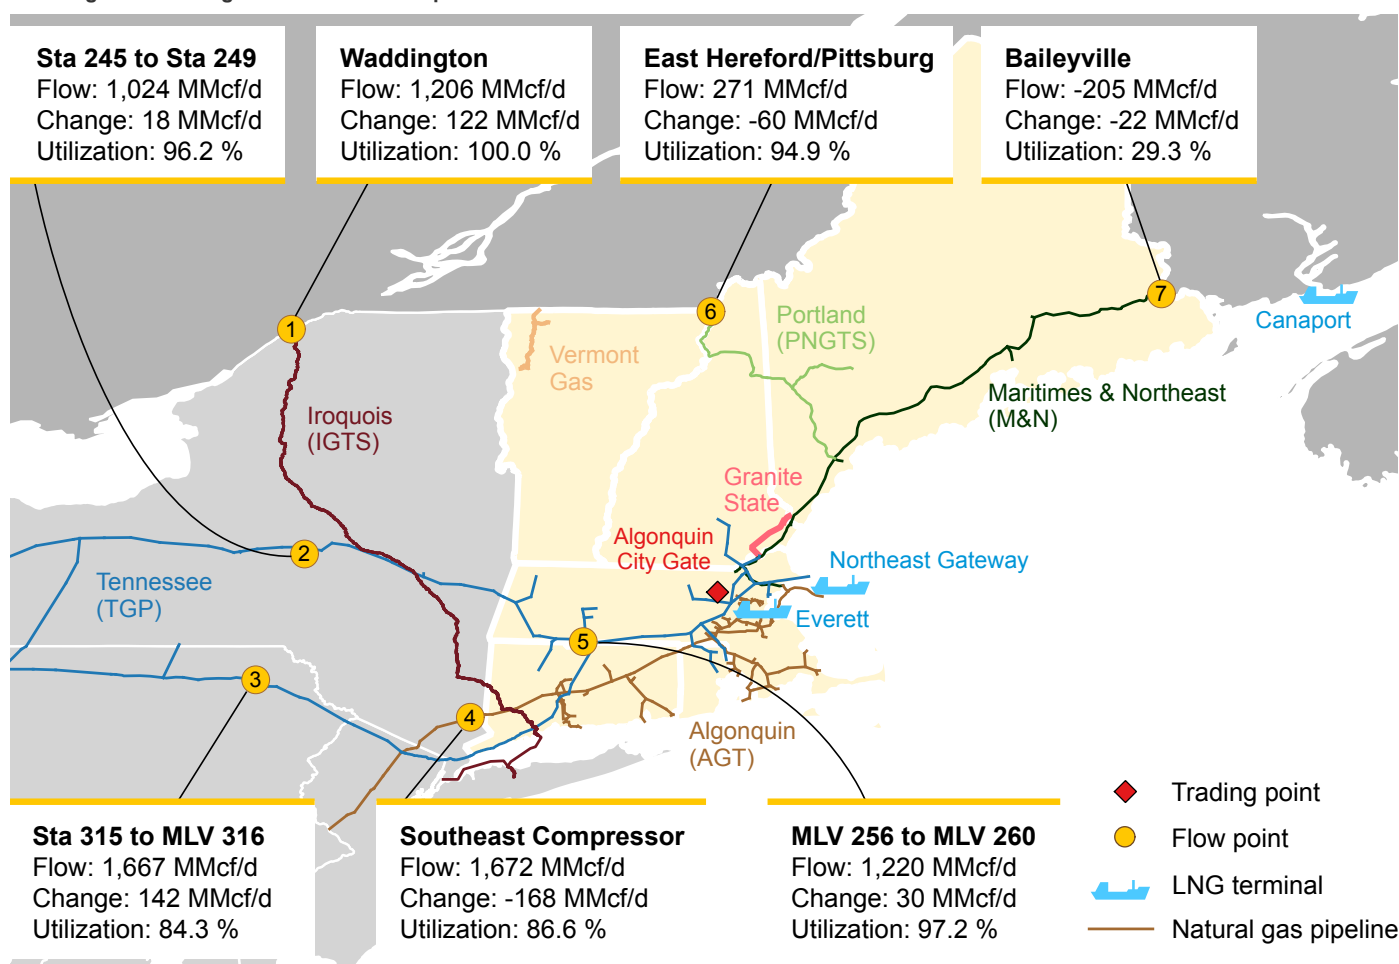 Sta 245 to Sta 249
Flow: 1,024 MMcf/d
Change: 18 MMcf/d
Utilization: 96.2 %
Waddington
Flow: 1,206 MMcf/d
Change: 122 MMcf/d
Utilization: 100.0 %
East Hereford/Pittsburg
Flow: 271 MMcf/d
Change: -60 MMcf/d
Utilization: 94.9 %
Baileyville
Flow: -205 MMcf/d
Change: -22 MMcf/d
Utilization: 29.3 %
7
Canaport
6
Portland
(PNGTS)
1
Vermont
Gas
Maritimes & Northeast
(M&N)
Iroquois
(IGTS)
Granite
State
Algonquin
City Gate
2
Northeast Gateway
Tennessee
(TGP)
Everett
5
3
4
Algonquin
(AGT)
Sta 315 to MLV 316
Flow: 1,667 MMcf/d
Change: 142 MMcf/d
Utilization: 84.3 %
Southeast Compressor
Flow: 1,672 MMcf/d
Change: -168 MMcf/d
Utilization: 86.6 %
MLV 256 to MLV 260
Flow: 1,220 MMcf/d
Change: 30 MMcf/d
Utilization: 97.2 %
Trading point
Flow point
LNG terminal
Natural gas pipeline